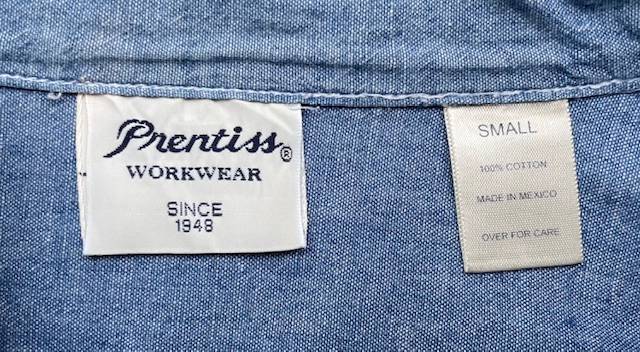 Prentiss®
WORKWEAR
SINCE
1948
SMALL
100% COTTON
MADE IN MEXICO
OVER FOR CARE